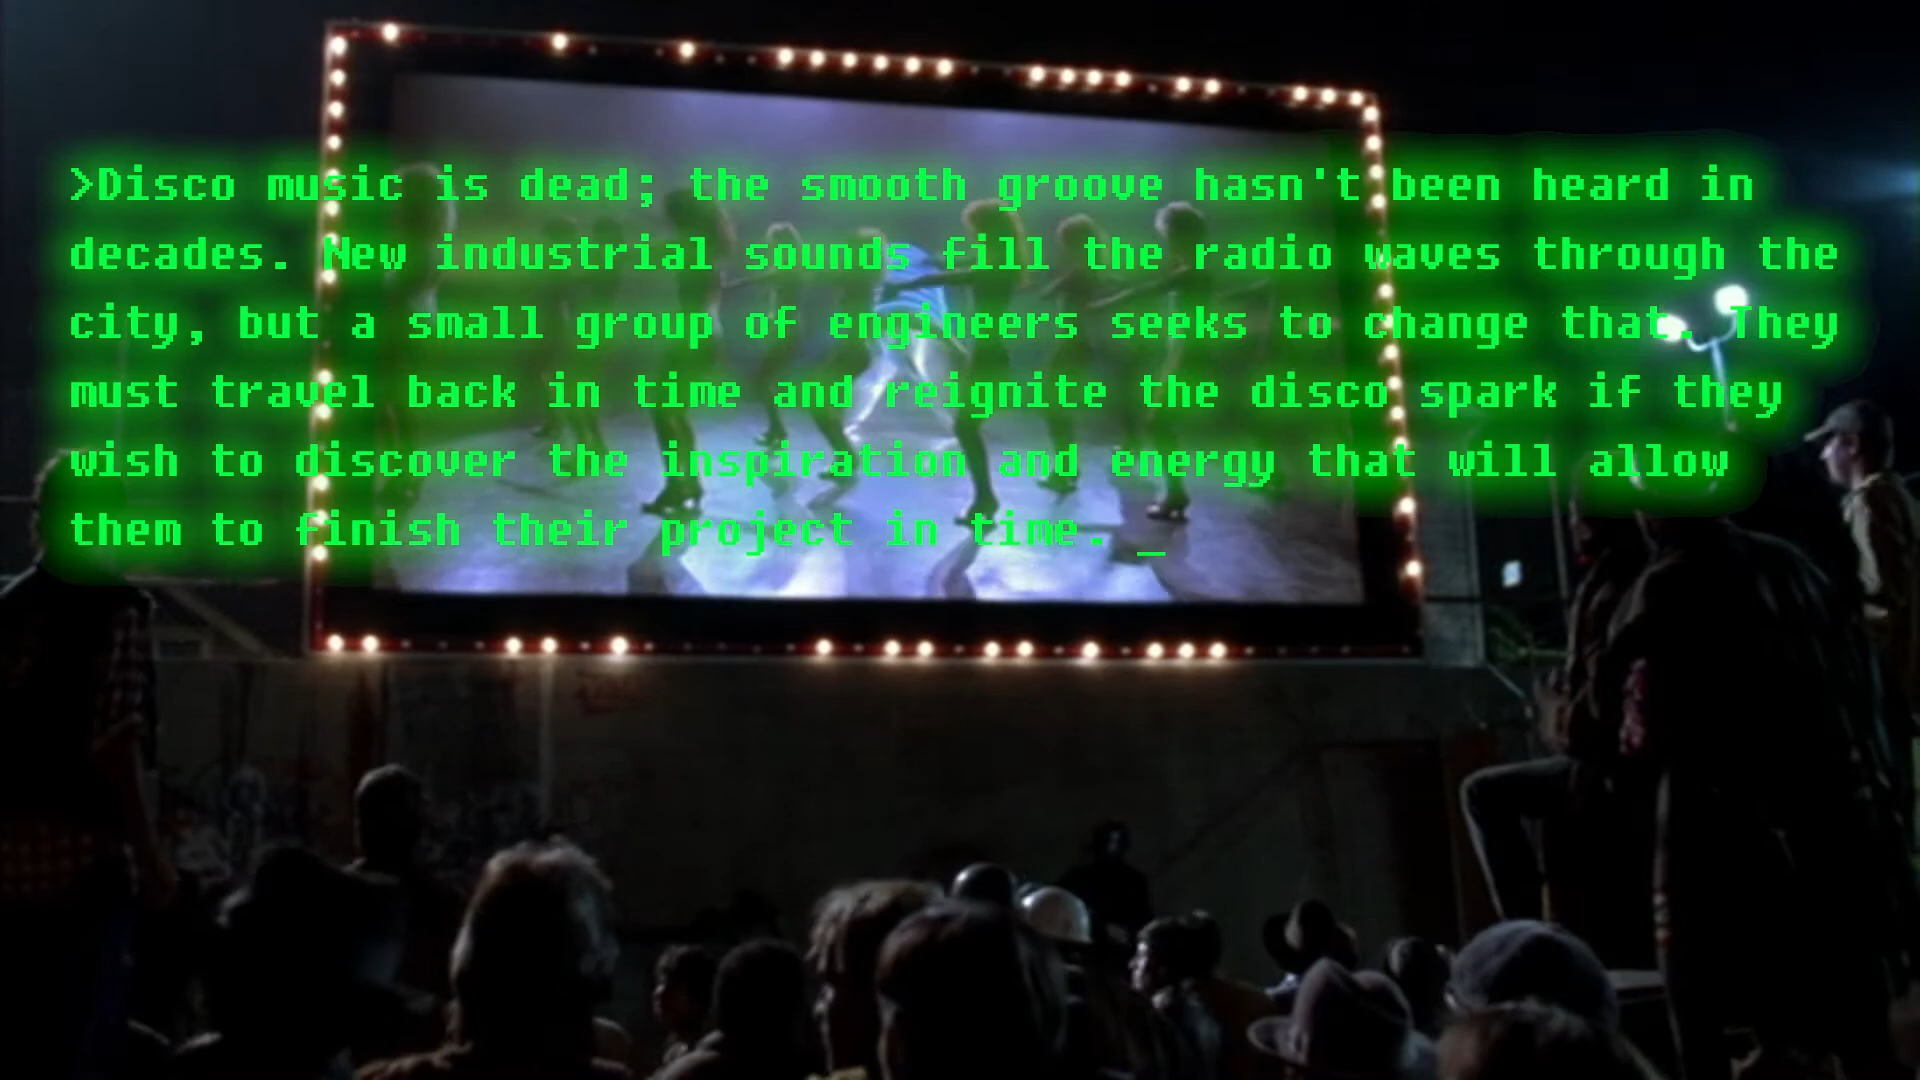 >Disco music is dead; the smooth groove hasn't been heard in
decades. New industrial sounds fill the radio waves through the
city, but a small group of engineers seeks to change that. They
must travel back in time and reignite the disco spark if they
wish to discover the inspiration and energy that will allow
them to finish their project in time. _